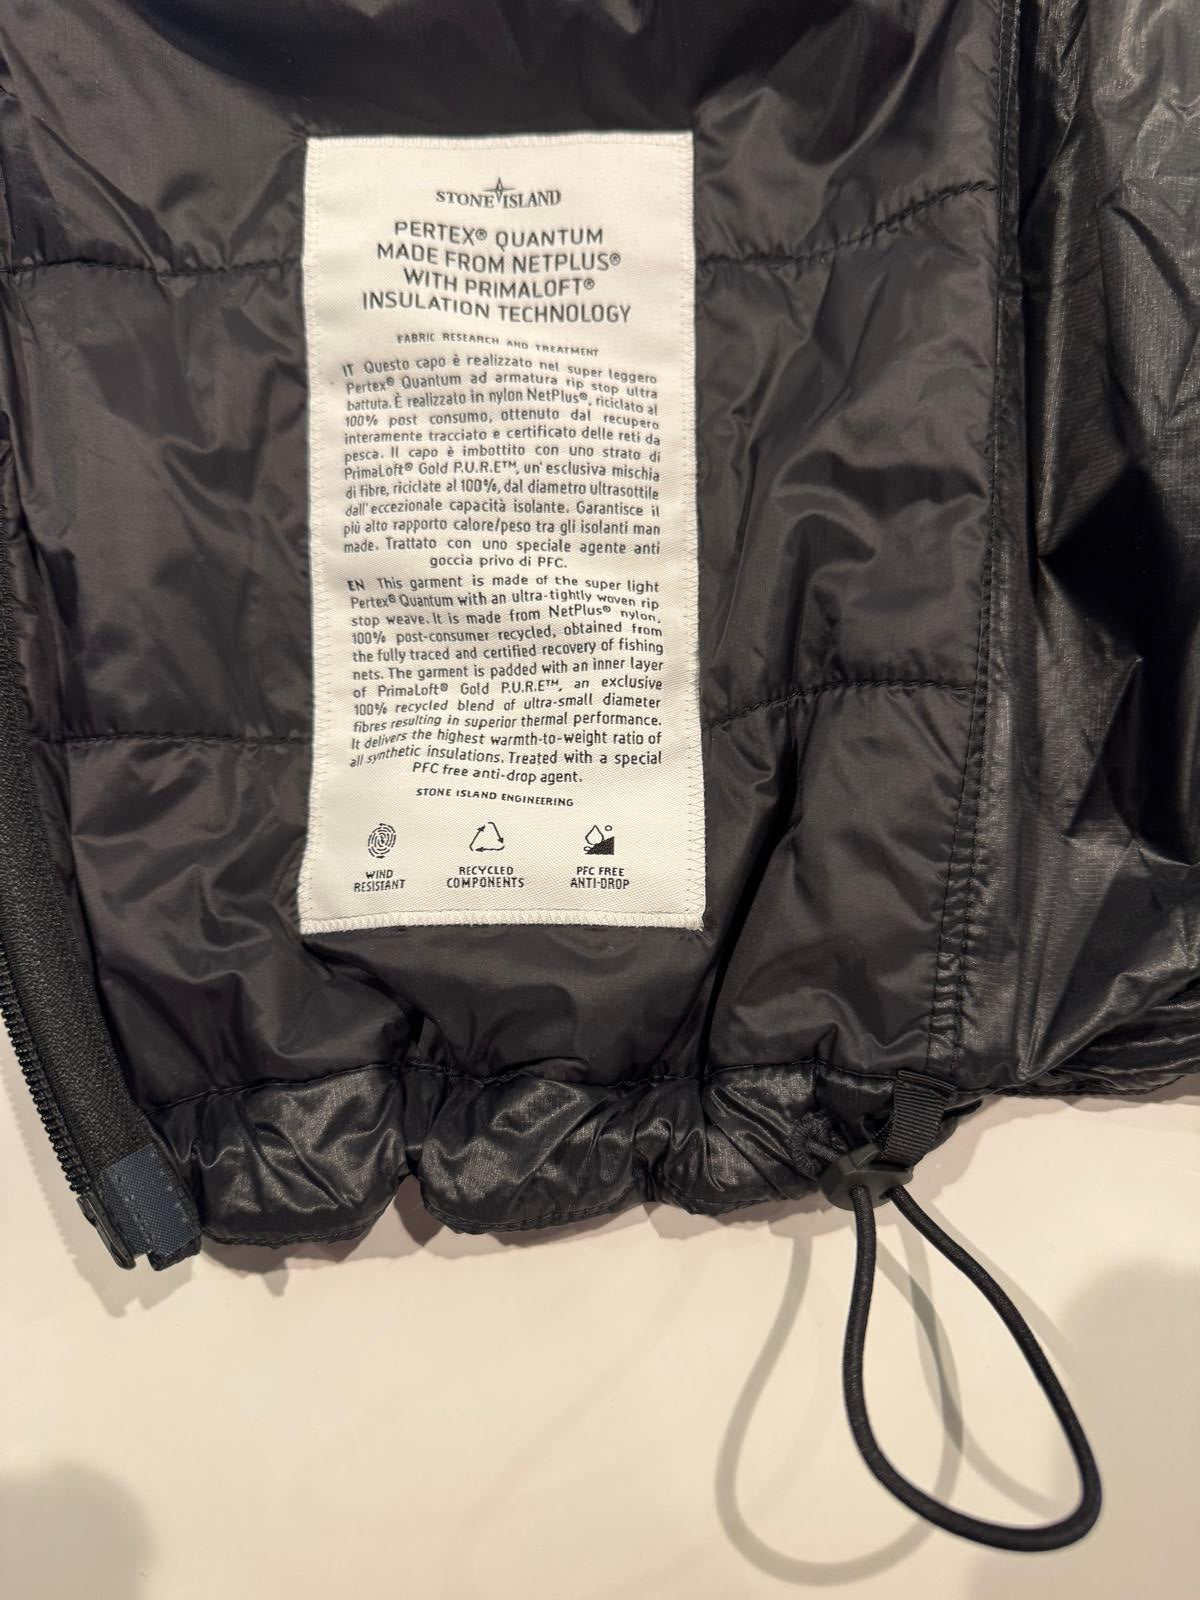 STONE ISLAND
PERTEX® QUANTUM
MADE FROM NETPLUS®
WITH PRIMALOFT®
INSULATION TECHNOLOGY
FABRIC RESEARCH AND TREATMENT
IT Questo capo è realizzato nel super leggero
Pertex® Quantum ad armatura rip stop ultra
battuta. È realizzato in nylon NetPlus®, riciclato al
100% post consumo, ottenuto dal recupero
interamente tracciato e certificato delle reti da
pesca. Il capo è imbottito con uno strato di
PrimaLoft® Gold P.U.R.E™, un' esclusiva mischia
di fibre, riciclate al 100%, dal diametro ultrasottile
dall' eccezionale capacità isolante. Garantisce il
più alto rapporto calore/peso tra gli isolanti man
made. Trattato con uno speciale agente anti
goccia privo di PFC.
EN This garment is made of the super light
Pertex® Quantum with an ultra-tightly woven rip
stop weave. It is made from NetPlus® nylon,
100% post-consumer recycled, obtained from
the fully traced and certified recovery of fishing
nets. The garment is padded with an inner layer
of PrimaLoft® Gold P.U.R.E™, an exclusive
100% recycled blend of ultra-small diameter
fibres resulting in superior thermal performance.
It delivers the highest warmth-to-weight ratio of
all synthetic insulations. Treated with a special
PFC free anti-drop agent.
STONE ISLAND ENGINEERING
WIND RESISTANT
RECYCLED COMPONENTS
PFC FREE ANTI-DROP